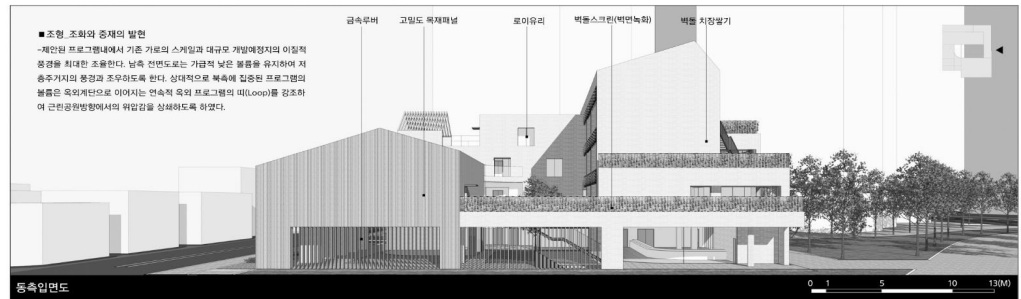 금속루버 고밀도 목재패널 로이유리 벽돌스크린(벽면녹화) 벽돌 치장쌓기
■조형_조화와 중재의 발현
-제안된 프로그램내에서 기존 가로의 스케일과 대규모 개발예정지의 이질적
풍경을 최대한 조율한다. 남측 전면도로는 가급적 낮은 볼륨을 유지하여 저
층주거지의 풍경과 조우하도록 한다. 상대적으로 북측에 집중된 프로그램의
볼륨은 옥외계단으로 이어지는 연속적 옥외 프로그램의 띠(Loop)를 강조하
여 근린공원방향에서의 위압감을 상쇄하도록 하였다.
동측입면도
0 1 5 10 13(M)